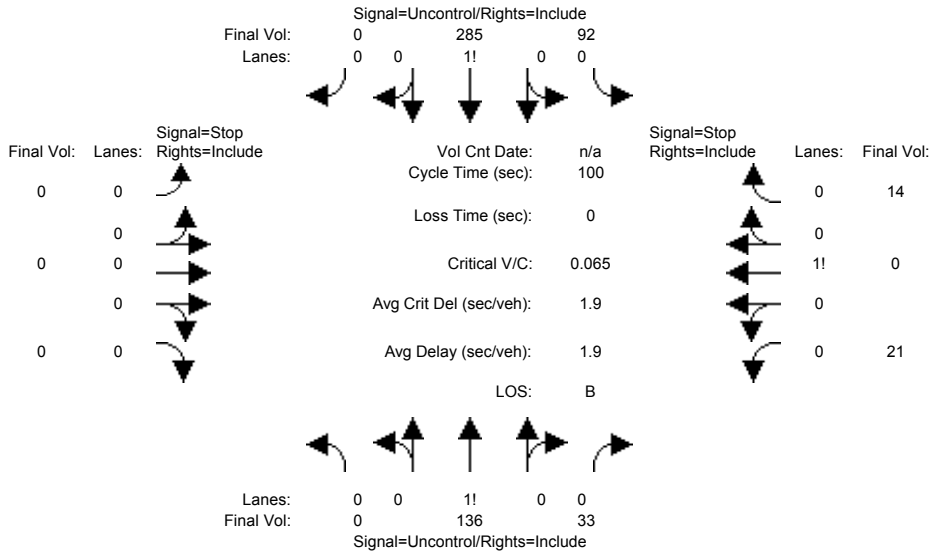 Signal=Uncontrol/Rights=Include
Final Vol: 0 285 92
Lanes: 0 0 1! 0 0
Signal=Stop Signal=Stop
Final Vol: Lanes: Rights=Include Vol Cnt Date: n/a Rights=Include Lanes: Final Vol:
Cycle Time (sec): 100
0 0 0 14
Loss Time (sec): 0
0 0
0 0 Critical V/C: 0.065 1! 0
0 Avg Crit Del (sec/veh): 1.9 0
0 0 Avg Delay (sec/veh): 1.9 0 21
LOS: B
Lanes: 0 0 1! 0 0
Final Vol: 0 136 33
Signal=Uncontrol/Rights=Include